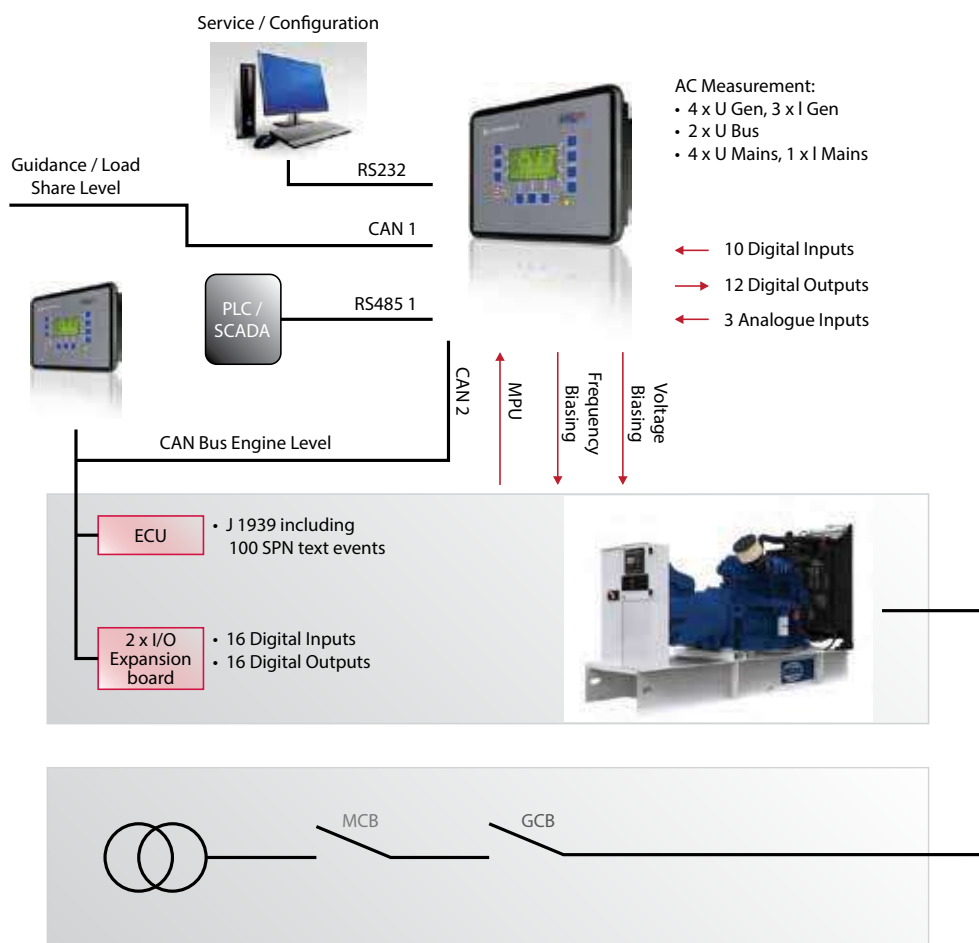 Service / Configuration
AC Measurement:
• 4 x U Gen, 3 x I Gen
• 2 x U Bus
• 4 x U Mains, 1 x I Mains
Guidance / Load
Share Level
RS232
CAN 1
10 Digital Inputs
12 Digital Outputs
3 Analogue Inputs
PLC /
SCADA
RS485 1
CAN 2
MPU
Frequency
Biasing
Voltage
Biasing
CAN Bus Engine Level
ECU
• J 1939 including
100 SPN text events
2 x I/O
Expansion
board
• 16 Digital Inputs
• 16 Digital Outputs
MCB
GCB